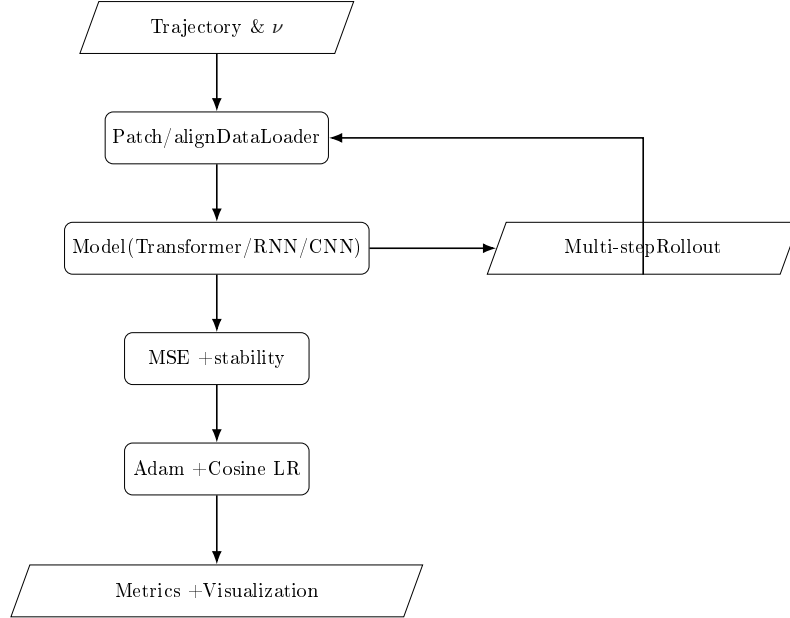 Trajectory & ν
Patch/alignDataLoader
Model(Transformer/RNN/CNN)
Multi-stepRollout
MSE +stability
Adam +Cosine LR
Metrics +Visualization